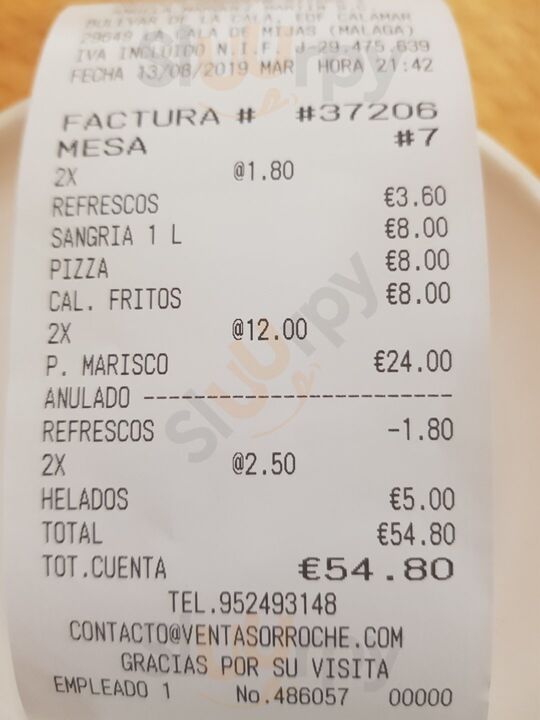 BULEVAR DE LA CALA, EDF CALAMAR
29649 LA CALA DE MIJAS (MALAGA)
IVA INCLUIDO N.I.F. J-29.475.639
FECHA 13/08/2019 MAR HORA 21:42
FACTURA # #37206
MESA #7
2X @1.80
REFRESCOS €3.60
SANGRIA 1 L €8.00
PIZZA €8.00
CAL. FRITOS €8.00
2X @12.00
P. MARISCO €24.00
ANULADO ------------------------
REFRESCOS -1.80
2X @2.50
HELADOS €5.00
TOTAL €54.80
TOT.CUENTA €54.80
TEL.952493148
CONTACTO@VENTASORROCHE.COM
GRACIAS POR SU VISITA
EMPLEADO 1 No.486057 00000
sluurpy